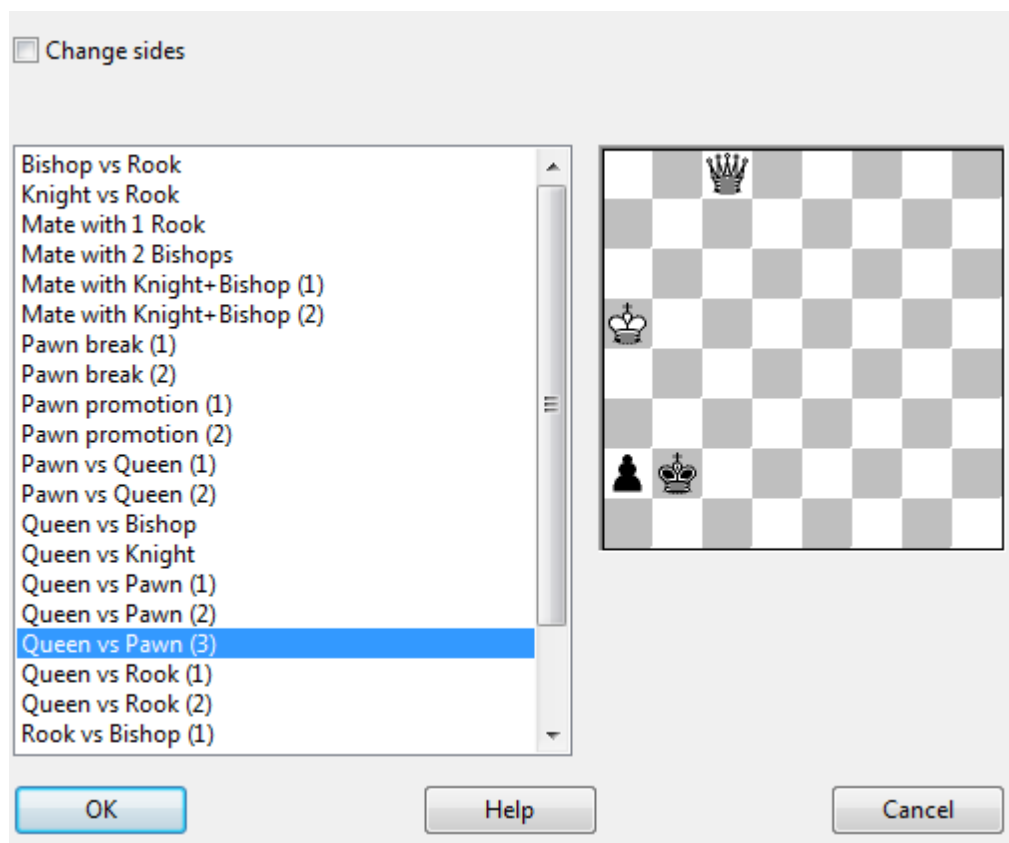 Change sides
Bishop vs Rook
Knight vs Rook
Mate with 1 Rook
Mate with 2 Bishops
Mate with Knight+Bishop (1)
Mate with Knight+Bishop (2)
Pawn break (1)
Pawn break (2)
Pawn promotion (1)
Pawn promotion (2)
Pawn vs Queen (1)
Pawn vs Queen (2)
Queen vs Bishop
Queen vs Knight
Queen vs Pawn (1)
Queen vs Pawn (2)
Queen vs Pawn (3)
Queen vs Rook (1)
Queen vs Rook (2)
Rook vs Bishop (1)
OK
Help
Cancel